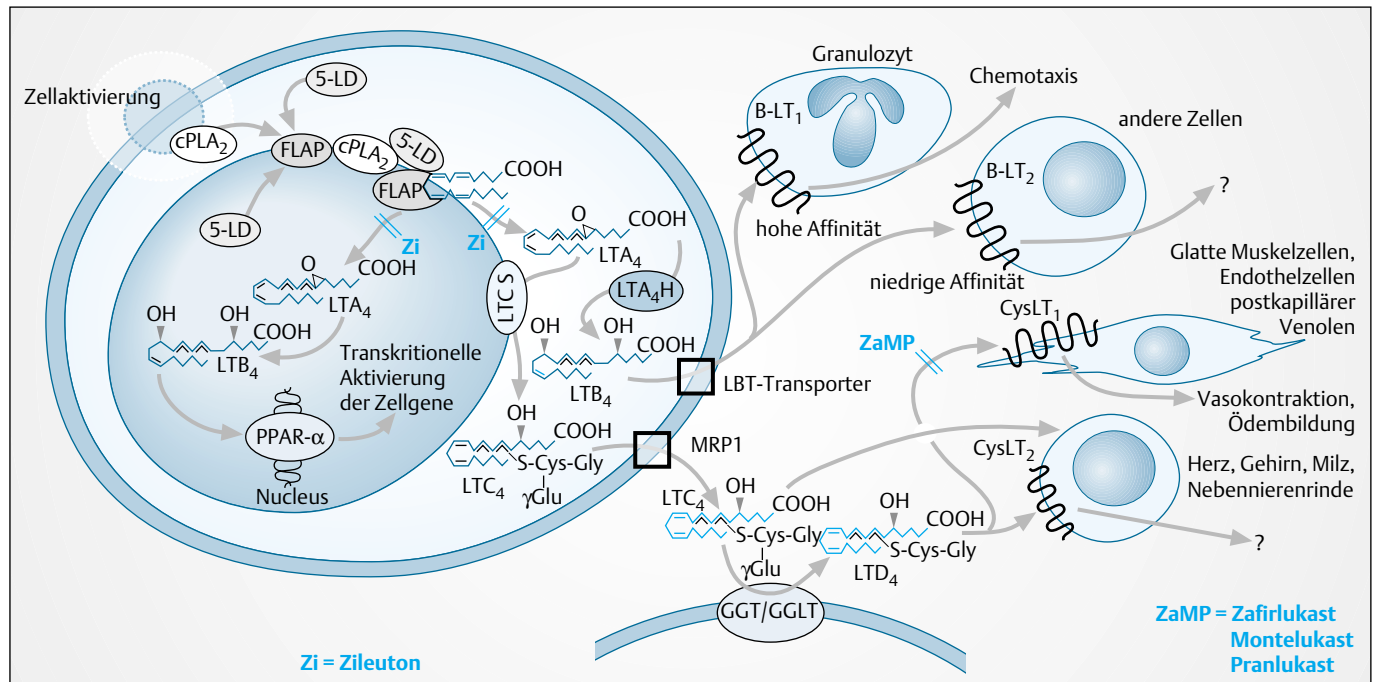 Zellaktivierung
5-LD
cPLA₂
FLAP
cPLA₂
5-LD
FLAP
COOH
5-LD
Zi
Zi
O
COOH
LTA₄
O
COOH
LTA₄
LTC S
LTA₄H
OH
OH
COOH
LTB₄
OH
OH
COOH
LTB₄
Transkritionelle
Aktivierung
der Zellgene
PPAR-α
Nucleus
OH
COOH
S-Cys-Gly
LTC₄
γGlu
LBT-Transporter
MRP1
Granulozyt
B-LT₁
Chemotaxis
hohe Affinität
andere Zellen
B-LT₂
?
niedrige Affinität
Glatte Muskelzellen,
Endothelzellen
postkapillärer
Venolen
CysLT₁
ZaMP
Vasokontraktion,
Ödembildung
CysLT₂
Herz, Gehirn, Milz,
Nebennierenrinde
?
LTC₄
OH
COOH
S-Cys-Gly
γGlu
OH
COOH
S-Cys-Gly
LTD₄
GGT/GGLT
Zi = Zileuton
ZaMP = Zafirlukast
Montelukast
Pranlukast